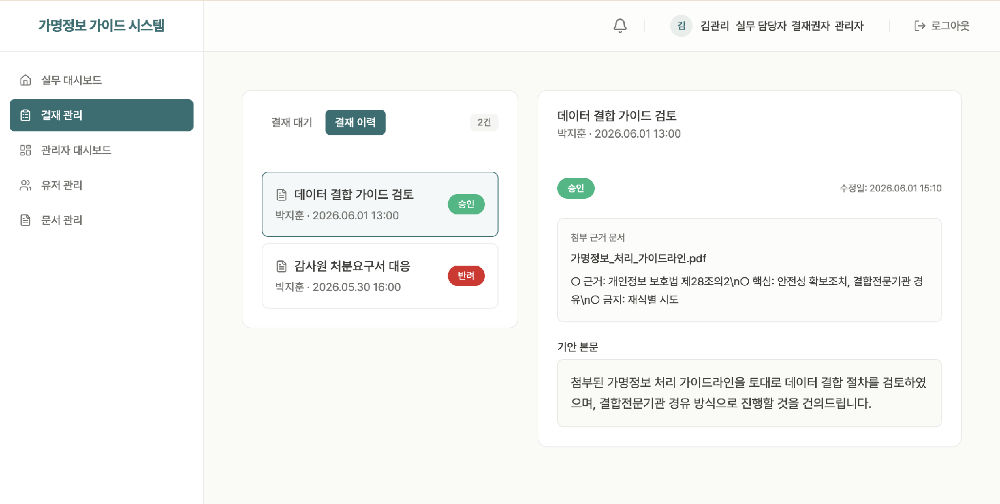 가명정보 가이드 시스템
김 김관리 실무 담당자 결재권자 관리자
로그아웃
실무 대시보드
결재 관리
관리자 대시보드
유저 관리
문서 관리
결재 대기 결재 이력 2건
데이터 결합 가이드 검토
박지훈 · 2026.06.01 13:00
승인
감사원 처분요구서 대응
박지훈 · 2026.05.30 16:00
반려
데이터 결합 가이드 검토
박지훈 · 2026.06.01 13:00
승인 수정일: 2026.06.01 15:10
첨부 근거 문서
가명정보_처리_가이드라인.pdf
○ 근거: 개인정보 보호법 제28조의2\n○ 핵심: 안전성 확보조치, 결합전문기관 경
유\n○ 금지: 재식별 시도
기안 본문
첨부된 가명정보 처리 가이드라인을 토대로 데이터 결합 절차를 검토하였
으며, 결합전문기관 경유 방식으로 진행할 것을 건의드립니다.